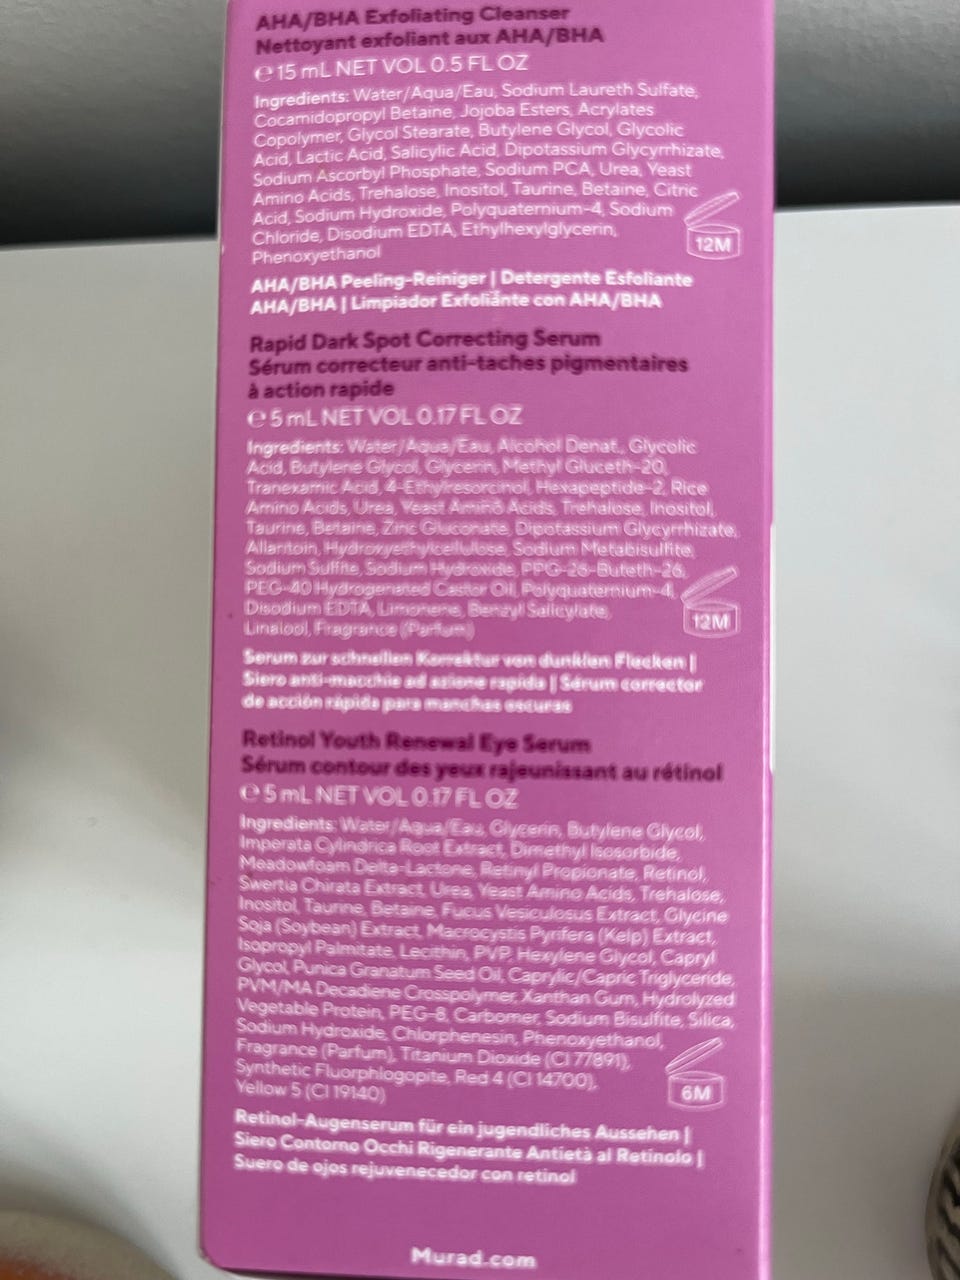 AHA/BHA Exfoliating Cleanser
Nettoyant exfoliant aux AHA/BHA
℮ 15 mL NET VOL 0.5 FL OZ
Ingredients: Water/Aqua/Eau, Sodium Laureth Sulfate,
Cocamidopropyl Betaine, Jojoba Esters, Acrylates
Copolymer, Glycol Stearate, Butylene Glycol, Glycolic
Acid, Lactic Acid, Salicylic Acid, Dipotassium Glycyrrhizate,
Sodium Ascorbyl Phosphate, Sodium PCA, Urea, Yeast
Amino Acids, Trehalose, Inositol, Taurine, Betaine, Citric
Acid, Sodium Hydroxide, Polyquaternium-4, Sodium
Chloride, Disodium EDTA, Ethylhexylglycerin,
Phenoxyethanol
12M
AHA/BHA Peeling-Reiniger | Detergente Esfoliante
AHA/BHA | Limpiador Exfoliante con AHA/BHA
Rapid Dark Spot Correcting Serum
Sérum correcteur anti-taches pigmentaires
à action rapide
℮ 5 mL NET VOL 0.17 FL OZ
Ingredients: Water/Aqua/Eau, Alcohol Denat., Glycolic
Acid, Butylene Glycol, Glycerin, Methyl Gluceth-20,
Tranexamic Acid, 4-Ethylresorcinol, Hexapeptide-2, Rice
Amino Acids, Urea, Yeast Amino Acids, Trehalose, Inositol,
Taurine, Betaine, Zinc Gluconate, Dipotassium Glycyrrhizate,
Allantoin, Hydroxyethylcellulose, Sodium Metabisulfite,
Sodium Sulfite, Sodium Hydroxide, PPG-26-Buteth-26,
PEG-40 Hydrogenated Castor Oil, Polyquaternium-4,
Disodium EDTA, Limonene, Benzyl Salicylate,
Linalool, Fragrance (Parfum)
12M
Serum zur schnellen Korrektur von dunklen Flecken |
Siero anti-macchie ad azione rapida | Sérum corrector
de acción rápida para manchas oscuras
Retinol Youth Renewal Eye Serum
Sérum contour des yeux rajeunissant au rétinol
℮ 5 mL NET VOL 0.17 FL OZ
Ingredients: Water/Aqua/Eau, Glycerin, Butylene Glycol,
Imperata Cylindrica Root Extract, Dimethyl Isosorbide,
Meadowfoam Delta-Lactone, Retinyl Propionate, Retinol,
Swertia Chirata Extract, Urea, Yeast Amino Acids, Trehalose,
Inositol, Taurine, Betaine, Fucus Vesiculosus Extract, Glycine
Soja (Soybean) Extract, Macrocystis Pyrifera (Kelp) Extract,
Isopropyl Palmitate, Lecithin, PVP, Hexylene Glycol, Capryl
Glycol, Punica Granatum Seed Oil, Caprylic/Capric Triglyceride,
PVM/MA Decadiene Crosspolymer, Xanthan Gum, Hydrolyzed
Vegetable Protein, PEG-8, Carbomer, Sodium Bisulfite, Silica,
Sodium Hydroxide, Chlorphenesin, Phenoxyethanol,
Fragrance (Parfum), Titanium Dioxide (CI 77891),
Synthetic Fluorphlogopite, Red 4 (CI 14700),
Yellow 5 (CI 19140)
6M
Retinol-Augenserum für ein jugendliches Aussehen |
Siero Contorno Occhi Rigenerante Antietà al Retinolo |
Suero de ojos rejuvenecedor con retinol
Murad.com